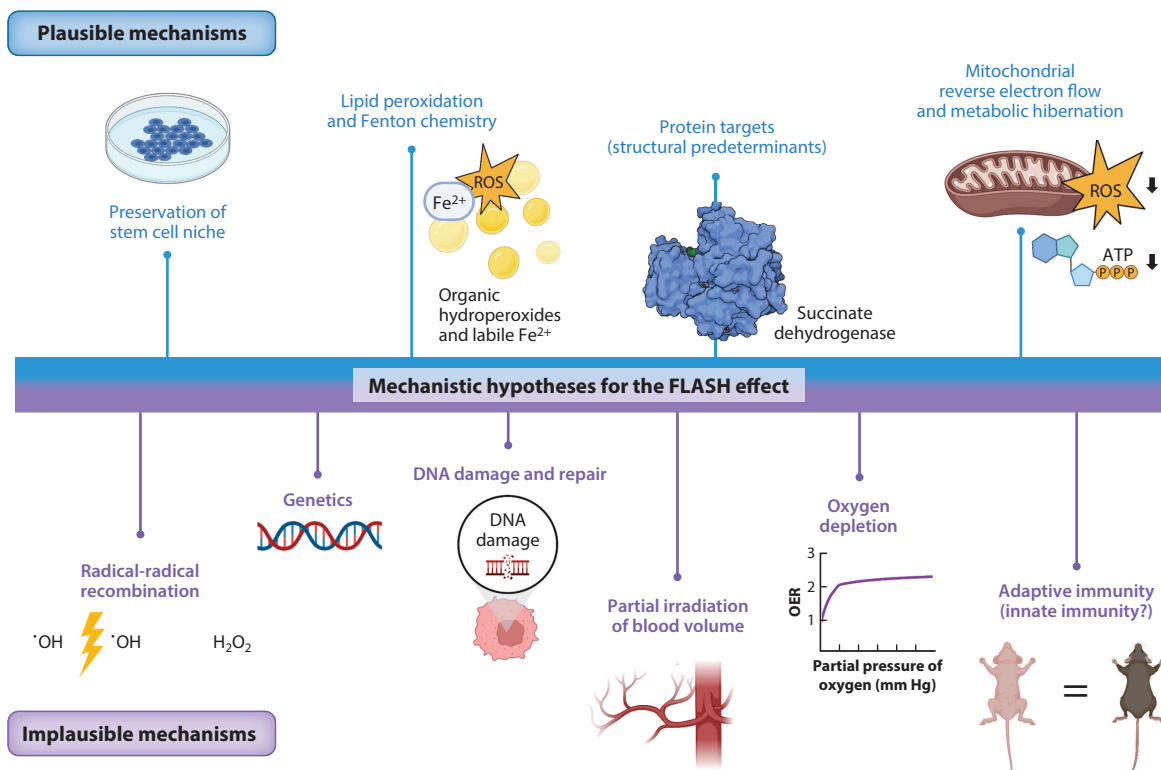 Plausible mechanisms
Preservation of
stem cell niche
Lipid peroxidation
and Fenton chemistry
ROS
Fe²⁺
Organic
hydroperoxides
and labile Fe²⁺
Protein targets
(structural predeterminants)
Succinate
dehydrogenase
Mitochondrial
reverse electron flow
and metabolic hibernation
ROS
ATP
P P P
Mechanistic hypotheses for the FLASH effect
Radical-radical
recombination
˙OH ˙OH H₂O₂
Genetics
DNA damage and repair
DNA
damage
Partial irradiation
of blood volume
Oxygen
depletion
3
2
1
OER
Partial pressure of
oxygen (mm Hg)
Adaptive immunity
(innate immunity?)
=
Implausible mechanisms